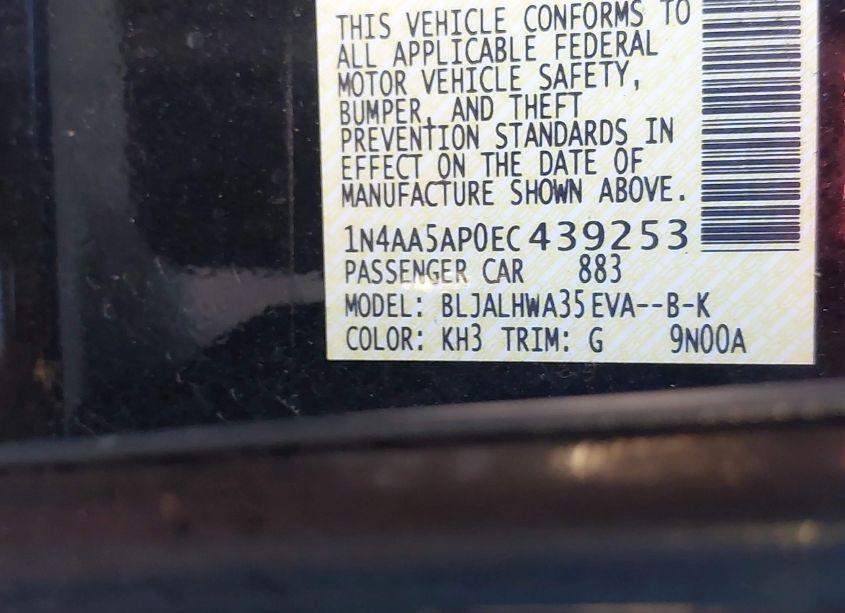 THIS VEHICLE CONFORMS TO
ALL APPLICABLE FEDERAL
MOTOR VEHICLE SAFETY,
BUMPER, AND THEFT
PREVENTION STANDARDS IN
EFFECT ON THE DATE OF
MANUFACTURE SHOWN ABOVE.
1N4AA5AP0EC439253
PASSENGER CAR 883
MODEL: BLJALHWA35EVA--B-K
COLOR: KH3 TRIM: G 9N00A